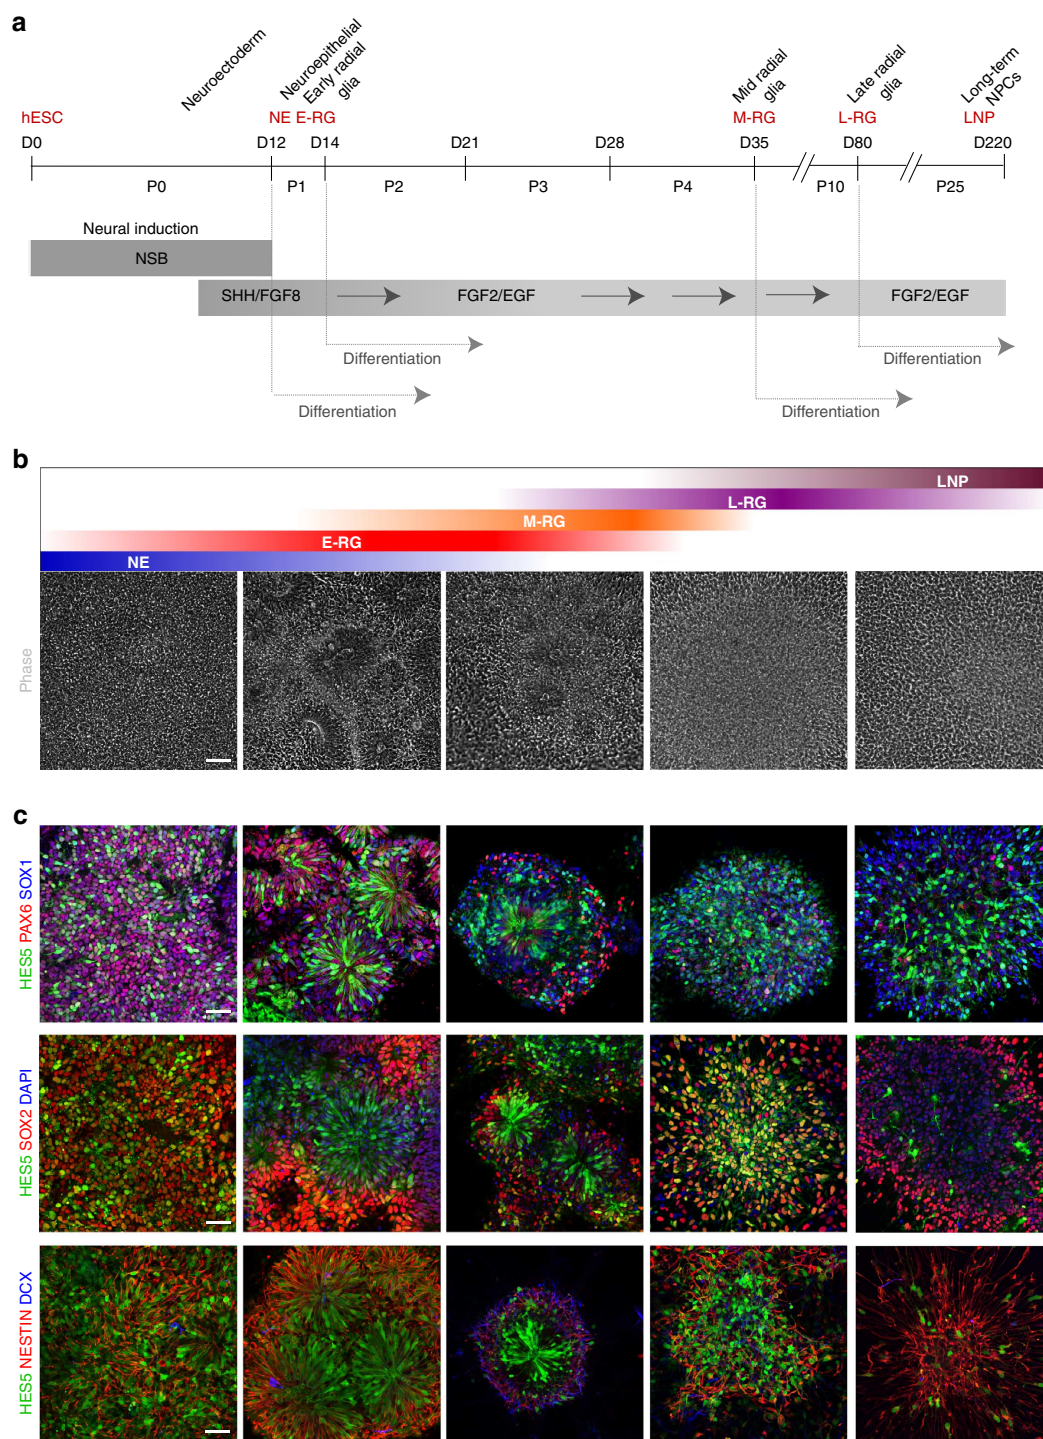 a
Neuroectoderm
Neuroepithelial
Early radial
glia
Mid radial
glia
Late radial
glia
Long-term
NPCs
hESC
NE E-RG
M-RG
L-RG
LNP
D0
D12
D14
D21
D28
D35
D80
D220
P0
P1
P2
P3
P4
P10
P25
Neural induction
NSB
SHH/FGF8
FGF2/EGF
FGF2/EGF
Differentiation
Differentiation
Differentiation
Differentiation
b
LNP
L-RG
M-RG
E-RG
NE
Phase
c
HES5 PAX6 SOX1
HES5 SOX2 DAPI
HES5 NESTIN DCX